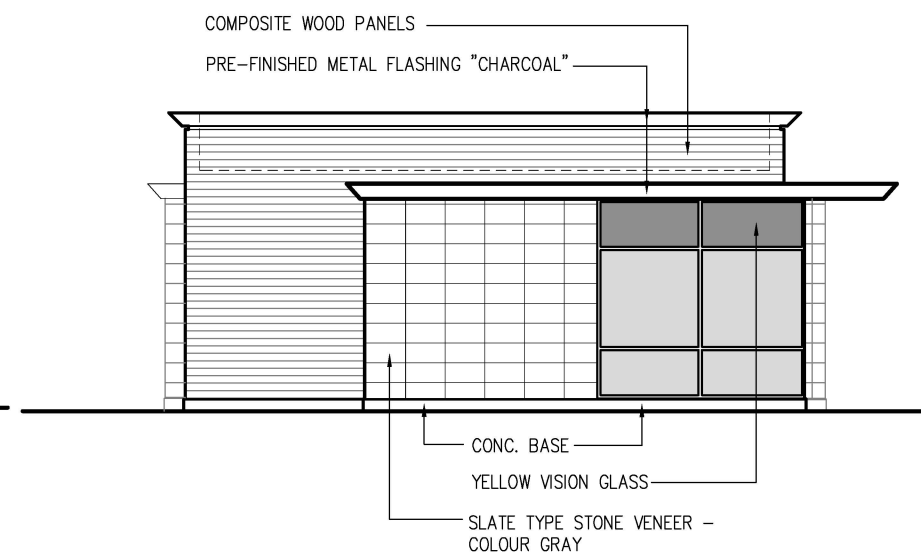 COMPOSITE WOOD PANELS
PRE-FINISHED METAL FLASHING "CHARCOAL"
CONC. BASE
YELLOW VISION GLASS
SLATE TYPE STONE VENEER -
COLOUR GRAY